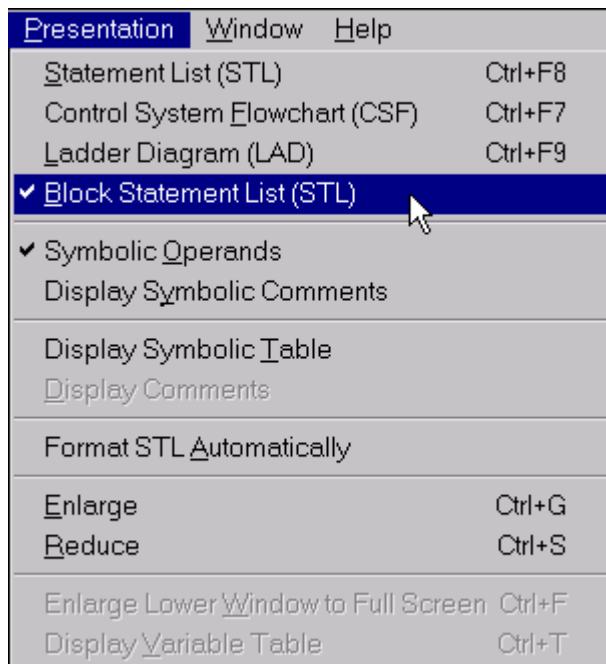 Presentation Window Help
Statement List (STL) Ctrl+F8
Control System Flowchart (CSF) Ctrl+F7
Ladder Diagram (LAD) Ctrl+F9
Block Statement List (STL)
Symbolic Operands
Display Symbolic Comments
Display Symbolic Table
Display Comments
Format STL Automatically
Enlarge Ctrl+G
Reduce Ctrl+S
Enlarge Lower Window to Full Screen Ctrl+F
Display Variable Table Ctrl+T